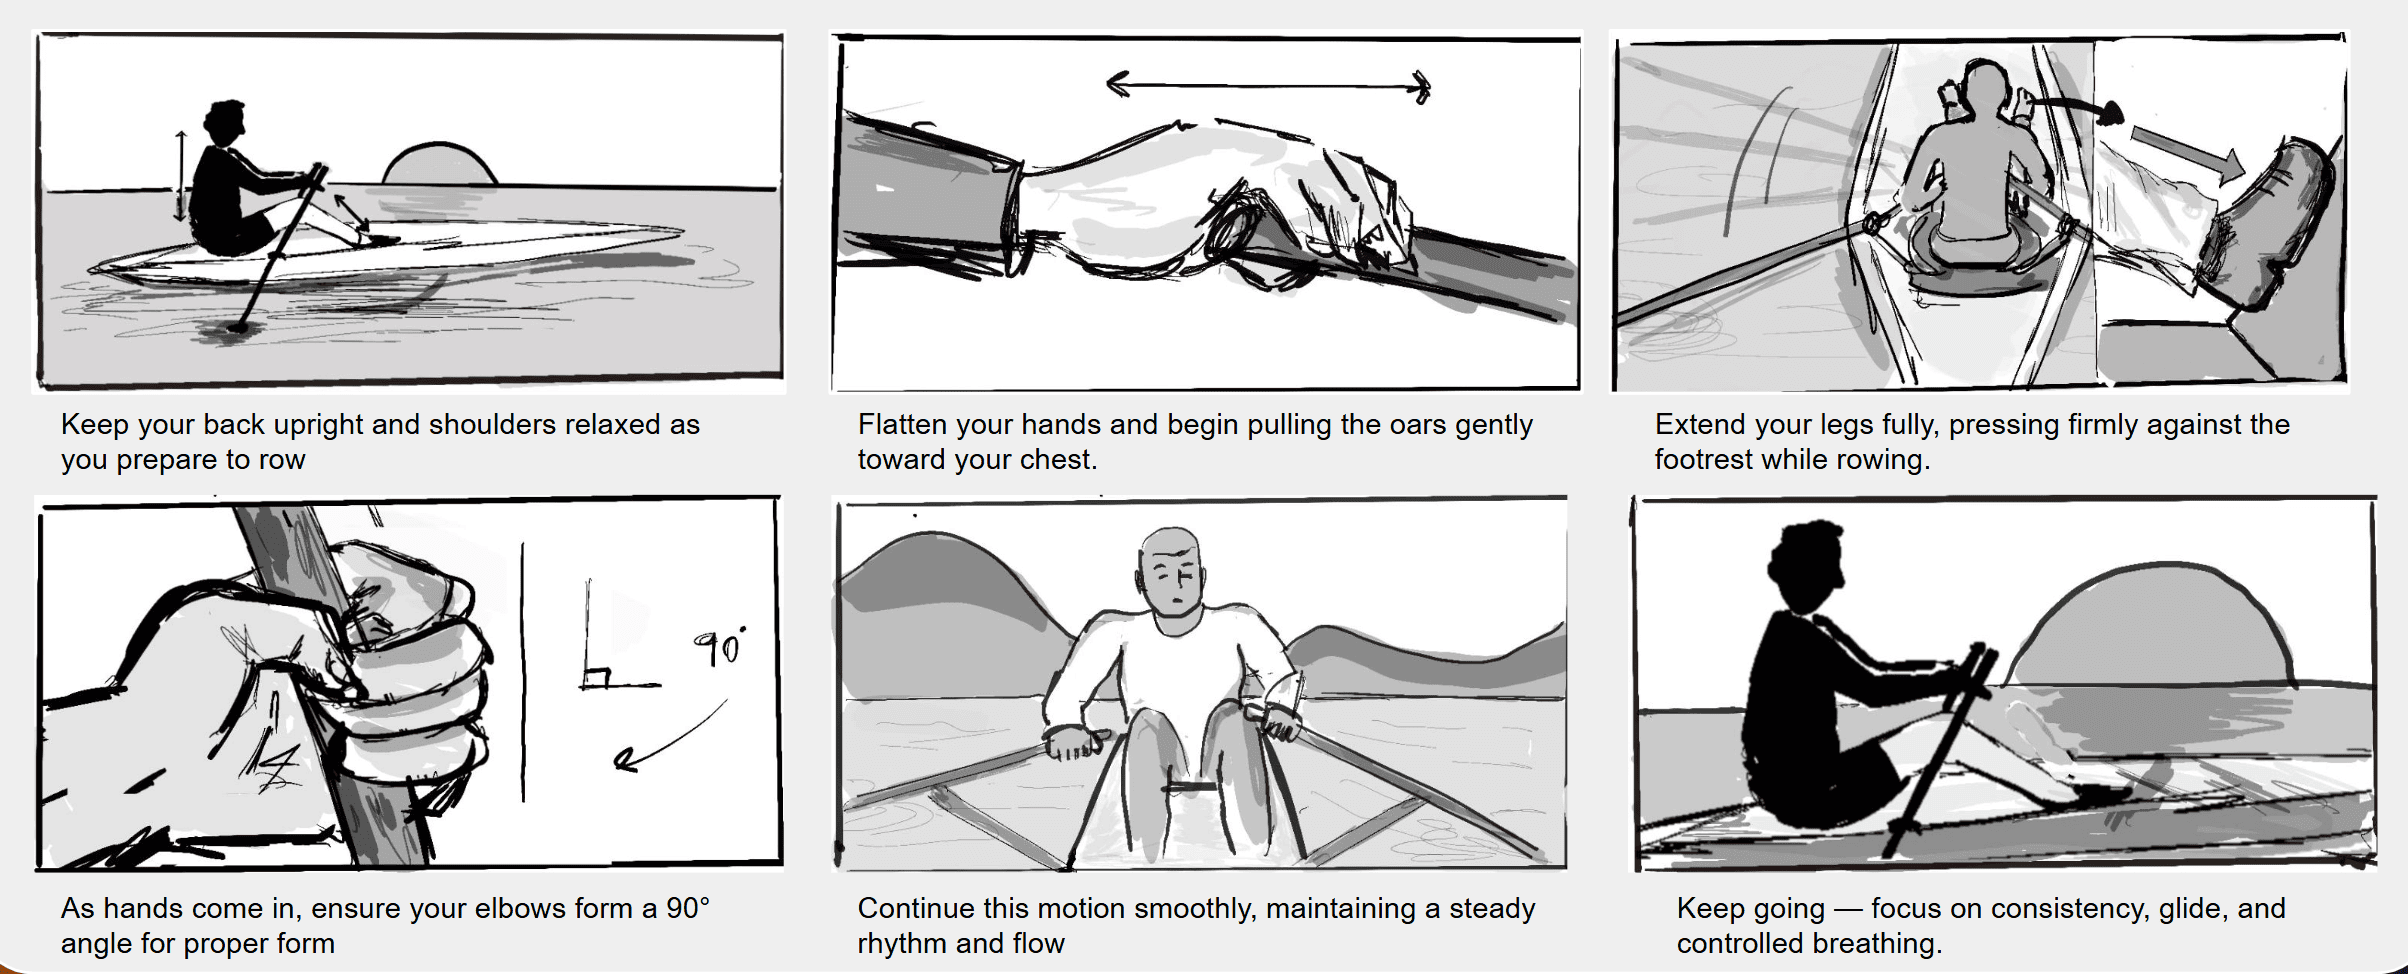 Keep your back upright and shoulders relaxed as
you prepare to row
Flatten your hands and begin pulling the oars gently
toward your chest.
Extend your legs fully, pressing firmly against the
footrest while rowing.
90°
As hands come in, ensure your elbows form a 90°
angle for proper form
Continue this motion smoothly, maintaining a steady
rhythm and flow
Keep going — focus on consistency, glide, and
controlled breathing.